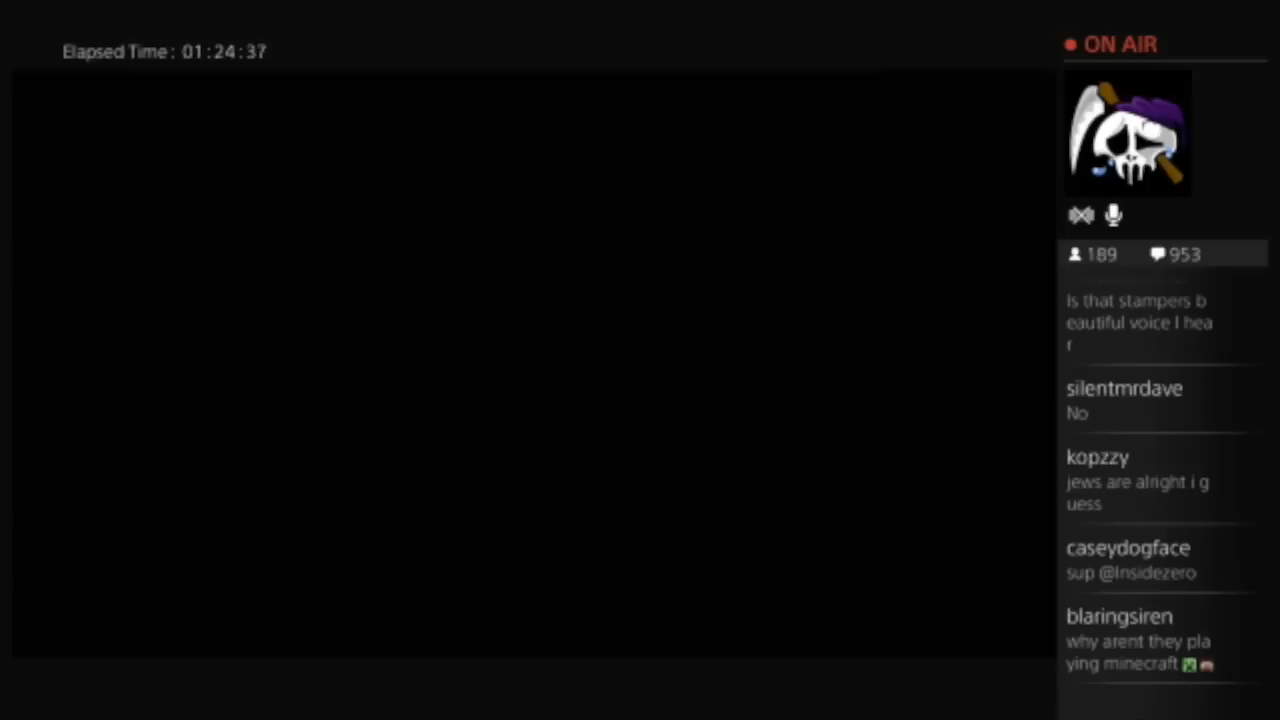 Elapsed Time: 01:24:37
ON AIR
189 953
Is that stampers b
eautiful voice I hea
r
silentmrdave
No
kopzzy
jews are alright i g
uess
caseydogface
sup @Insidezero
blaringsiren
why arent they pla
ying minecraft